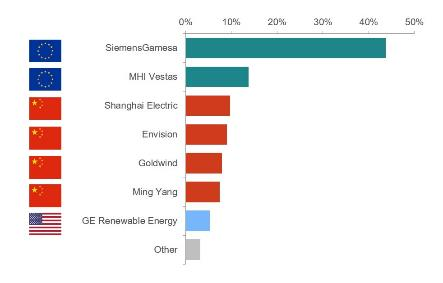 0% 10% 20% 30% 40% 50%
SiemensGamesa
MHI Vestas
Shanghai Electric
Envision
Goldwind
Ming Yang
GE Renewable Energy
Other